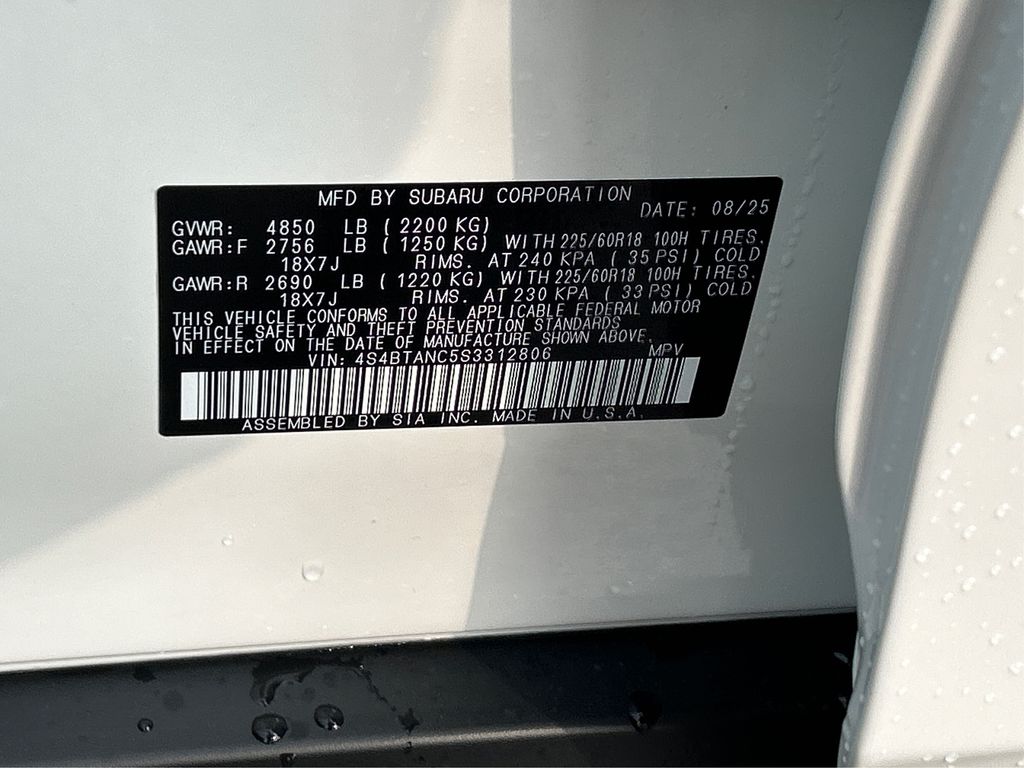 MFD BY SUBARU CORPORATION
DATE: 08/25
GVWR: 4850 LB ( 2200 KG)
GAWR:F 2756 LB ( 1250 KG) WITH 225/60R18 100H TIRES.
18X7J RIMS. AT 240 KPA ( 35 PSI) COLD
GAWR:R 2690 LB ( 1220 KG) WITH 225/60R18 100H TIRES.
18X7J RIMS. AT 230 KPA ( 33 PSI) COLD
THIS VEHICLE CONFORMS TO ALL APPLICABLE FEDERAL MOTOR
VEHICLE SAFETY AND THEFT PREVENTION STANDARDS
IN EFFECT ON THE DATE OF MANUFACTURE SHOWN ABOVE.
VIN: 4S4BTANC5S3312806 MPV
ASSEMBLED BY SIA INC. MADE IN U.S.A.